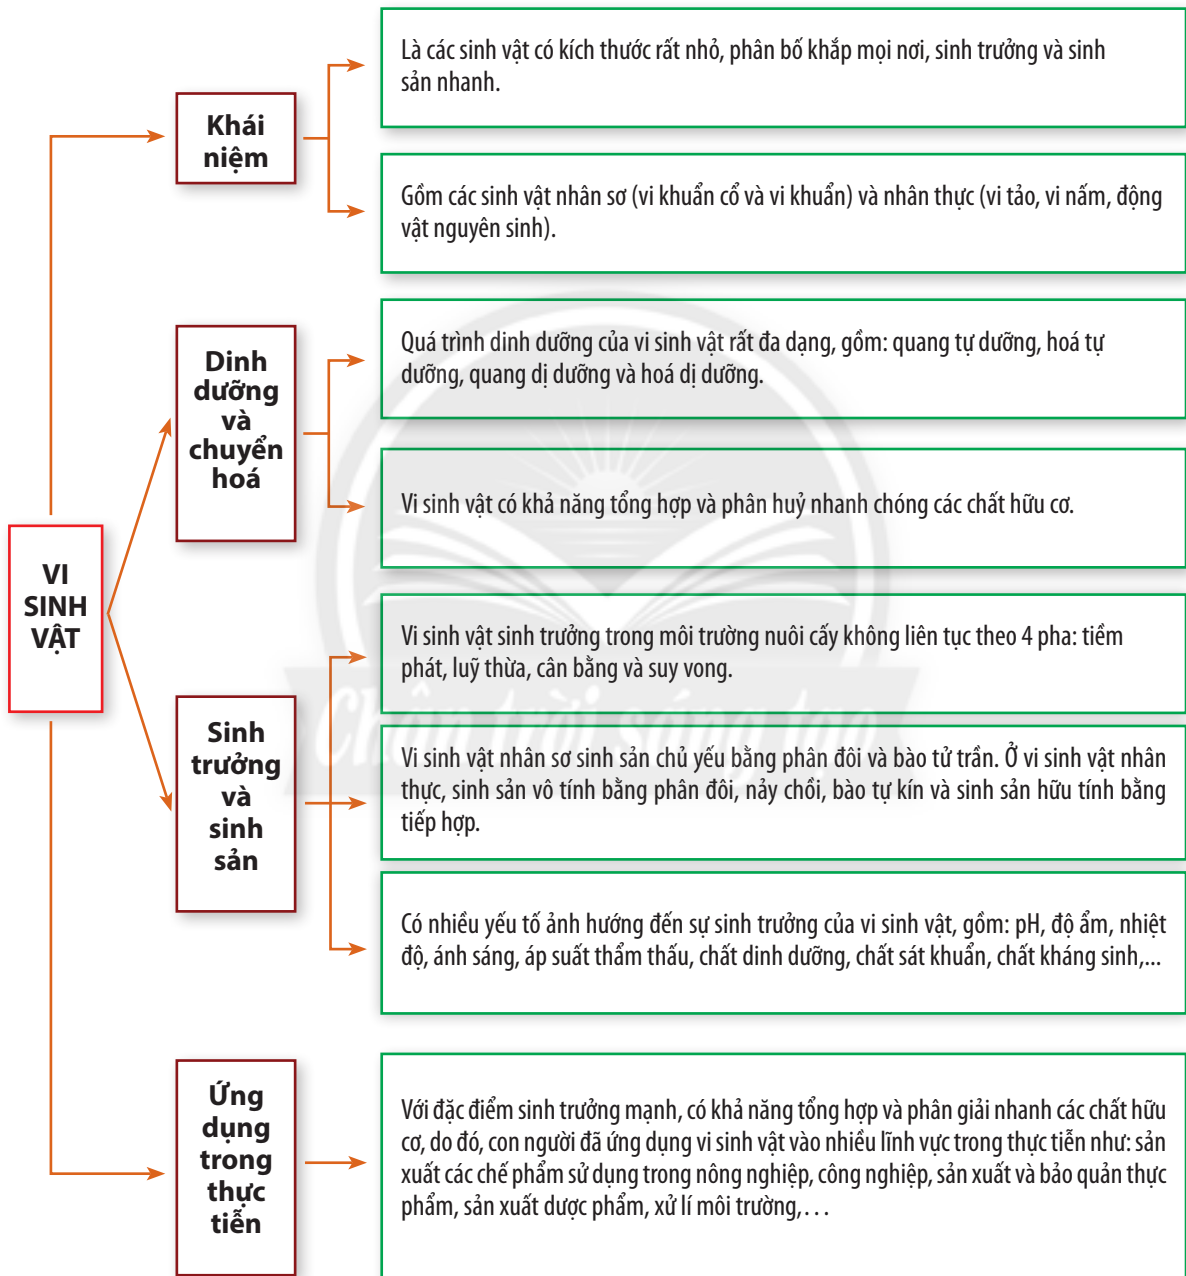 VI
SINH
VẬT
Khái
niệm
Là các sinh vật có kích thước rất nhỏ, phân bố khắp mọi nơi, sinh trưởng và sinh
sản nhanh.
Gồm các sinh vật nhân sơ (vi khuẩn cổ và vi khuẩn) và nhân thực (vi tảo, vi nấm, động
vật nguyên sinh).
Dinh
dưỡng
và
chuyển
hoá
Quá trình dinh dưỡng của vi sinh vật rất đa dạng, gồm: quang tự dưỡng, hoá tự
dưỡng, quang dị dưỡng và hoá dị dưỡng.
Vi sinh vật có khả năng tổng hợp và phân huỷ nhanh chóng các chất hữu cơ.
Sinh
trưởng
và
sinh
sản
Vi sinh vật sinh trưởng trong môi trường nuôi cấy không liên tục theo 4 pha: tiềm
phát, luỹ thừa, cân bằng và suy vong.
Vi sinh vật nhân sơ sinh sản chủ yếu bằng phân đôi và bào tử trần. Ở vi sinh vật nhân
thực, sinh sản vô tính bằng phân đôi, nảy chồi, bào tự kín và sinh sản hữu tính bằng
tiếp hợp.
Có nhiều yếu tố ảnh hướng đến sự sinh trưởng của vi sinh vật, gồm: pH, độ ẩm, nhiệt
độ, ánh sáng, áp suất thẩm thấu, chất dinh dưỡng, chất sát khuẩn, chất kháng sinh,...
Ứng
dụng
trong
thực
tiễn
Với đặc điểm sinh trưởng mạnh, có khả năng tổng hợp và phân giải nhanh các chất hữu
cơ, do đó, con người đã ứng dụng vi sinh vật vào nhiều lĩnh vực trong thực tiễn như: sản
xuất các chế phẩm sử dụng trong nông nghiệp, công nghiệp, sản xuất và bảo quản thực
phẩm, sản xuất dược phẩm, xử lí môi trường,...
Chân trời sáng tạo